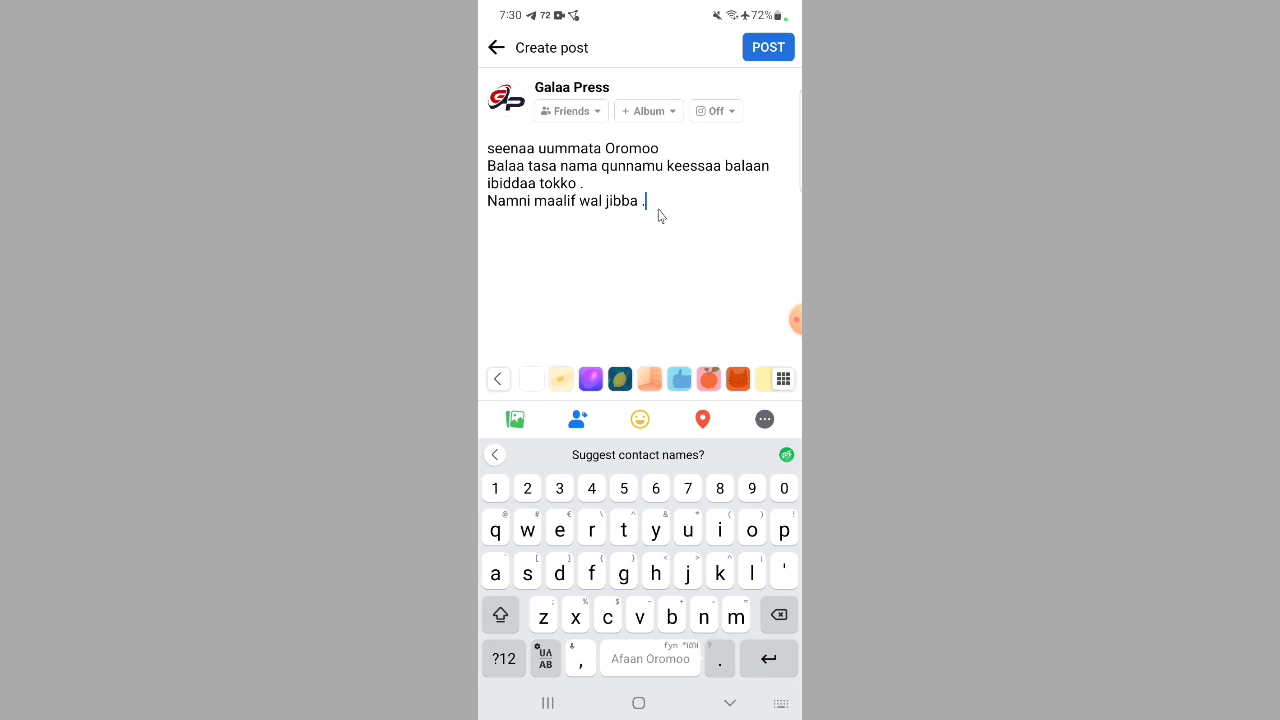 7:30 72 72%
Create post POST
GP Galaa Press
Friends + Album Off
seenaa uummata Oromoo
Balaa tasa nama qunnamu keessaa balaan
ibiddaa tokko .
Namni maalif wal jibba .
Suggest contact names?
1 2 3 4 5 6 7 8 9 0
@ # € \ ^ & * ( ) !
q w e r t y u i o p
[ ] { } < > ^ |
a s d f g h j k l '
; % $ - + =
z x c v b n m
?12 AB , Afaan Oromoo . ?